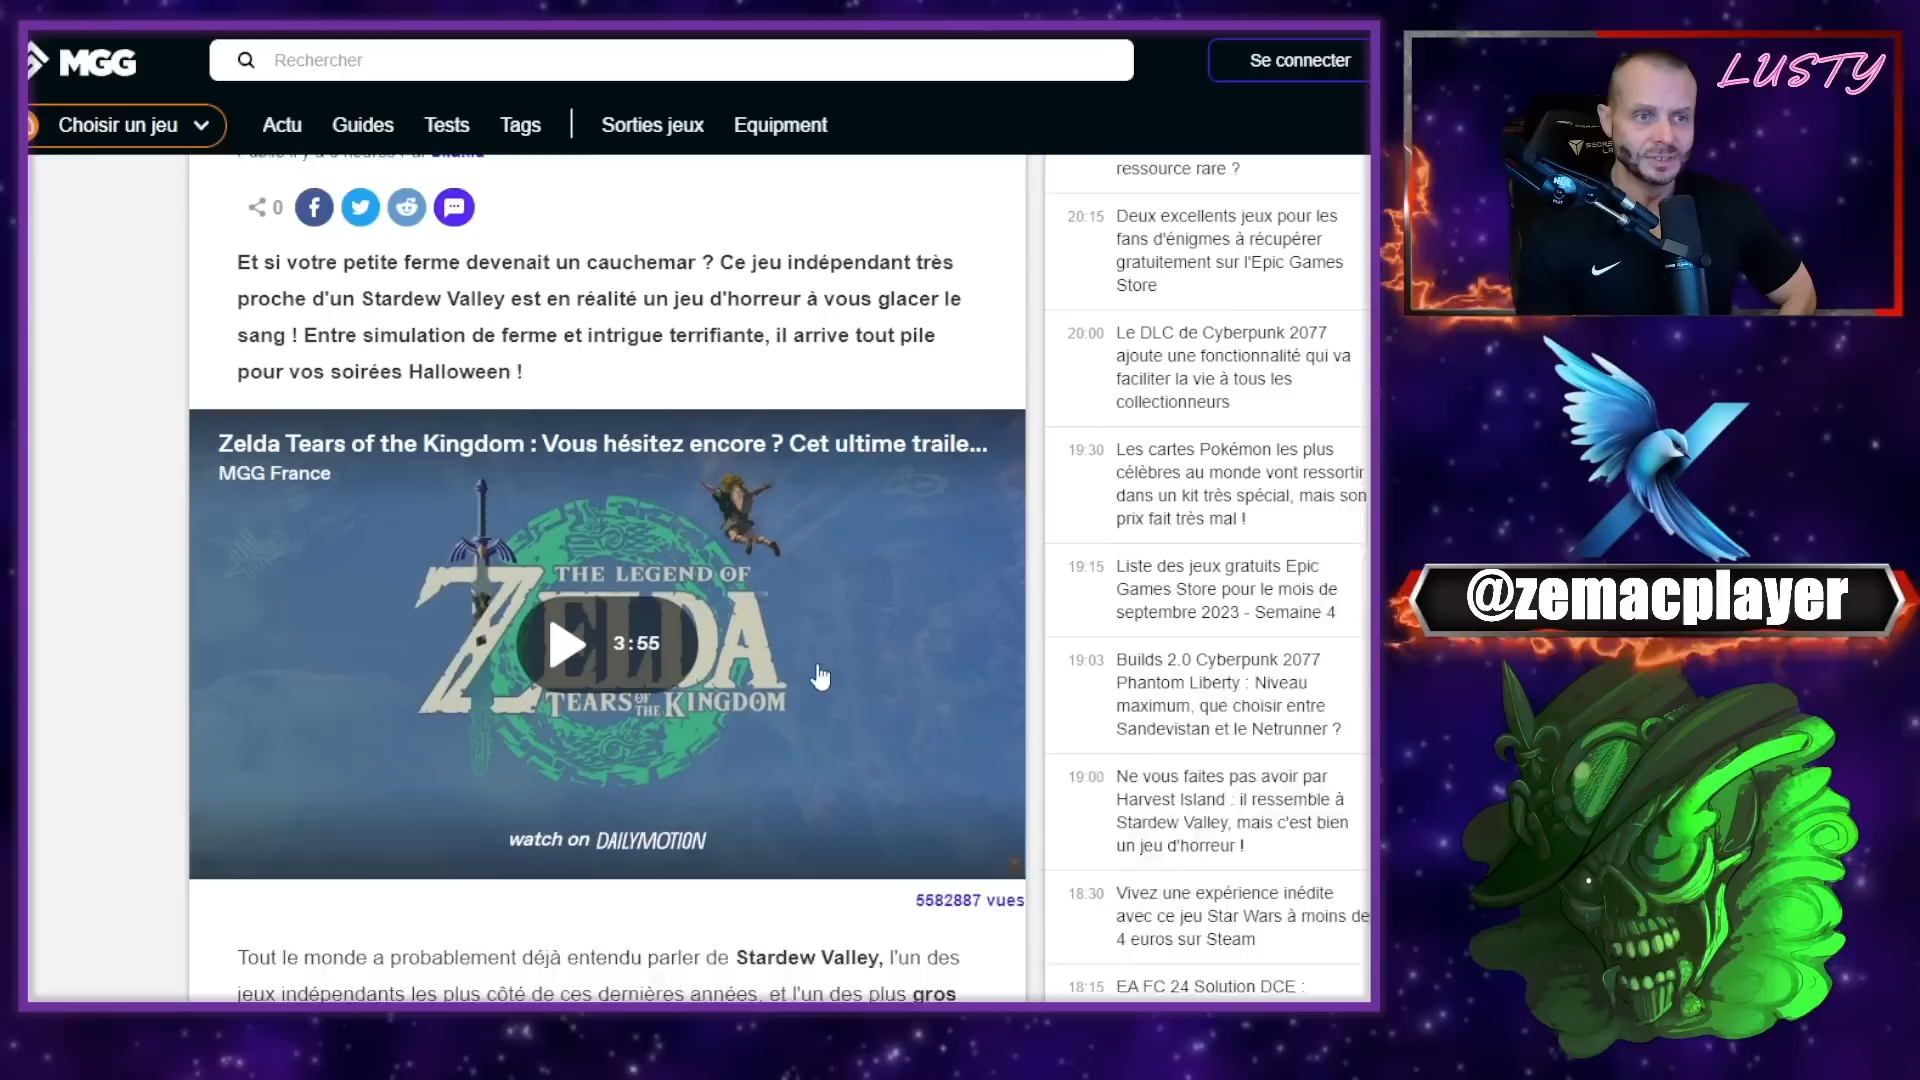 MGG
Rechercher
Se connecter
Choisir un jeu
Actu
Guides
Tests
Tags
Sorties jeux
Equipment
0
Et si votre petite ferme devenait un cauchemar ? Ce jeu indépendant très
proche d'un Stardew Valley est en réalité un jeu d'horreur à vous glacer le
sang ! Entre simulation de ferme et intrigue terrifiante, il arrive tout pile
pour vos soirées Halloween !
Zelda Tears of the Kingdom : Vous hésitez encore ? Cet ultime traile...
MGG France
THE LEGEND OF
ZELDA
3:55
TEARS OF THE KINGDOM
watch on DAILYMOTION
5582887 vues
Tout le monde a probablement déjà entendu parler de Stardew Valley, l'un des
jeux indépendants les plus côté de ces dernières années, et l'un des plus gros
ressource rare ?
20:15 Deux excellents jeux pour les
fans d'énigmes à récupérer
gratuitement sur l'Epic Games
Store
20:00 Le DLC de Cyberpunk 2077
ajoute une fonctionnalité qui va
faciliter la vie à tous les
collectionneurs
19:30 Les cartes Pokémon les plus
célèbres au monde vont ressortir
dans un kit très spécial, mais son
prix fait très mal !
19:15 Liste des jeux gratuits Epic
Games Store pour le mois de
septembre 2023 - Semaine 4
19:03 Builds 2.0 Cyberpunk 2077
Phantom Liberty : Niveau
maximum, que choisir entre
Sandevistan et le Netrunner ?
19:00 Ne vous faites pas avoir par
Harvest Island : il ressemble à
Stardew Valley, mais c'est bien
un jeu d'horreur !
18:30 Vivez une expérience inédite
avec ce jeu Star Wars à moins de
4 euros sur Steam
18:15 EA FC 24 Solution DCE :
LUSTY
@zemacplayer